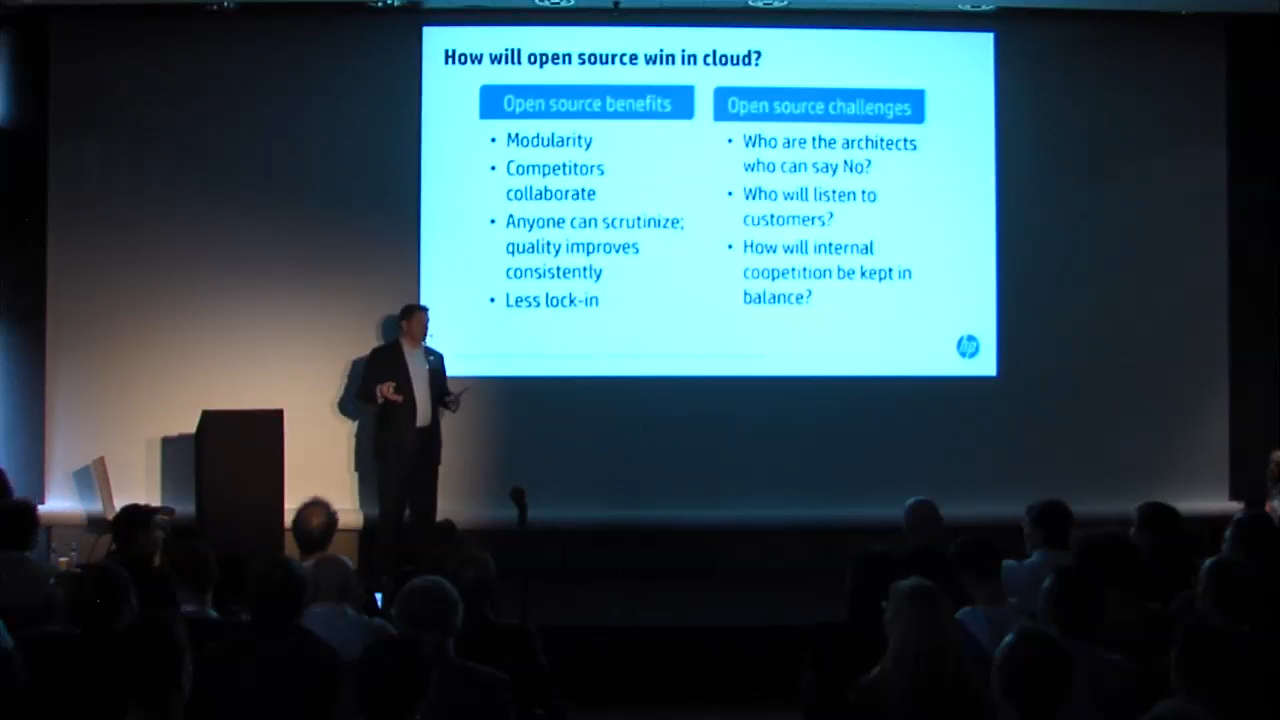 How will open source win in cloud?
Open source benefits
• Modularity
• Competitors
collaborate
• Anyone can scrutinize;
quality improves
consistently
• Less lock-in
Open source challenges
• Who are the architects
who can say No?
• Who will listen to
customers?
• How will internal
coopetition be kept in
balance?
hp